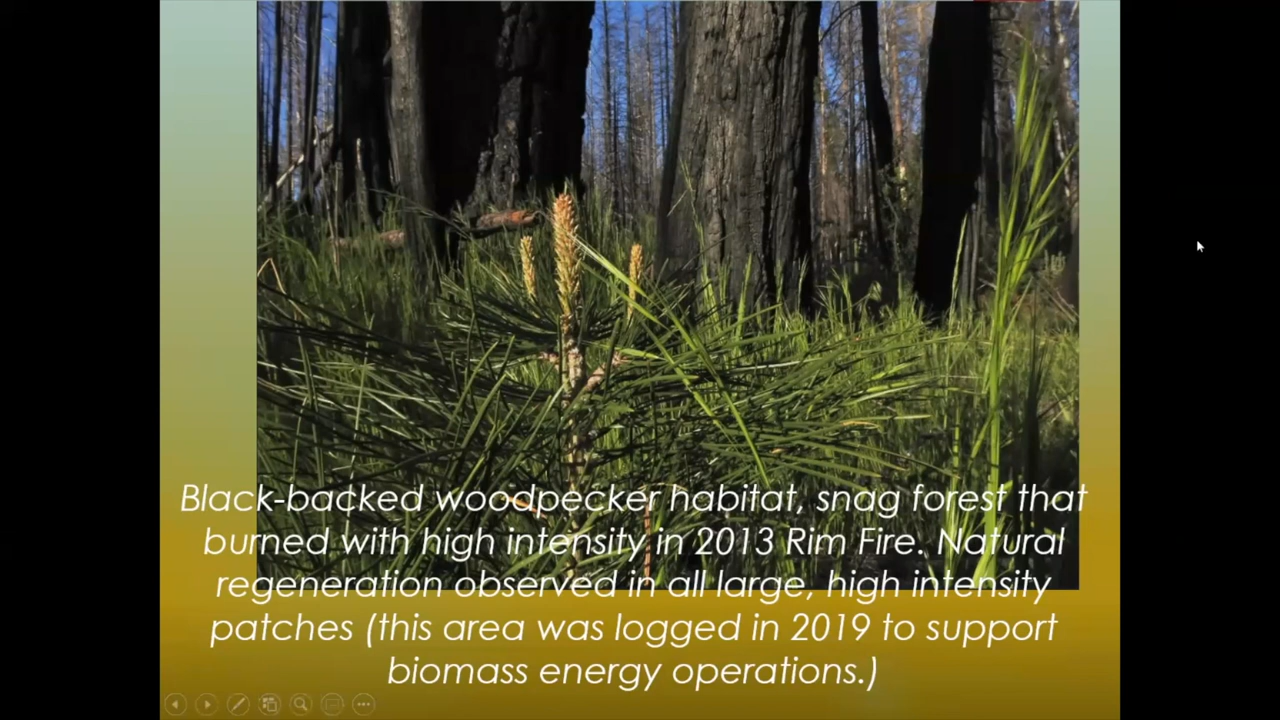 Black-backed woodpecker habitat, snag forest that
burned with high intensity in 2013 Rim Fire. Natural
regeneration observed in all large, high intensity
patches (this area was logged in 2019 to support
biomass energy operations.)